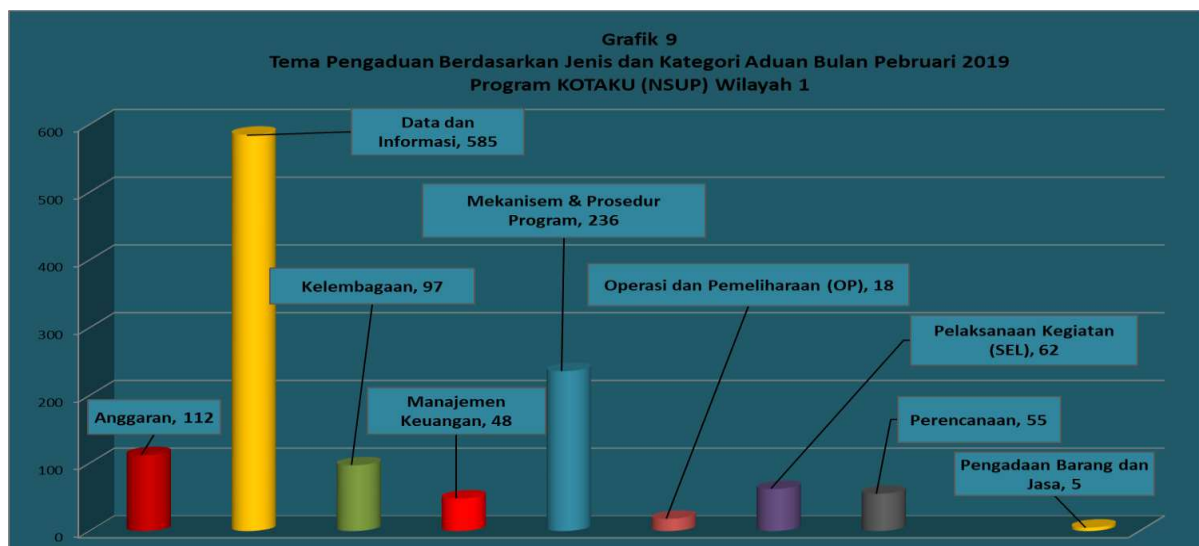 Grafik 9
Tema Pengaduan Berdasarkan Jenis dan Kategori Aduan Bulan Pebruari 2019
Program KOTAKU (NSUP) Wilayah 1
600
500
400
300
200
100
0
Anggaran, 112
Data dan
Informasi, 585
Kelembagaan, 97
Manajemen
Keuangan, 48
Mekanisem & Prosedur
Program, 236
Operasi dan Pemeliharaan (OP), 18
Pelaksanaan Kegiatan
(SEL), 62
Perencanaan, 55
Pengadaan Barang dan
Jasa, 5